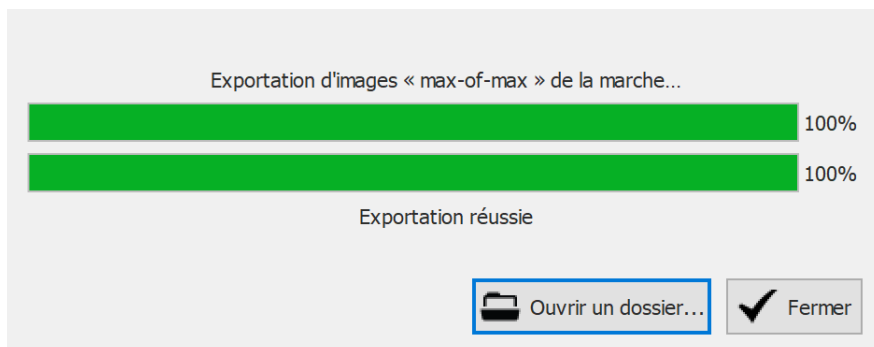 Exportation d'images « max-of-max » de la marche...
100%
100%
Exportation réussie
Ouvrir un dossier...
Fermer